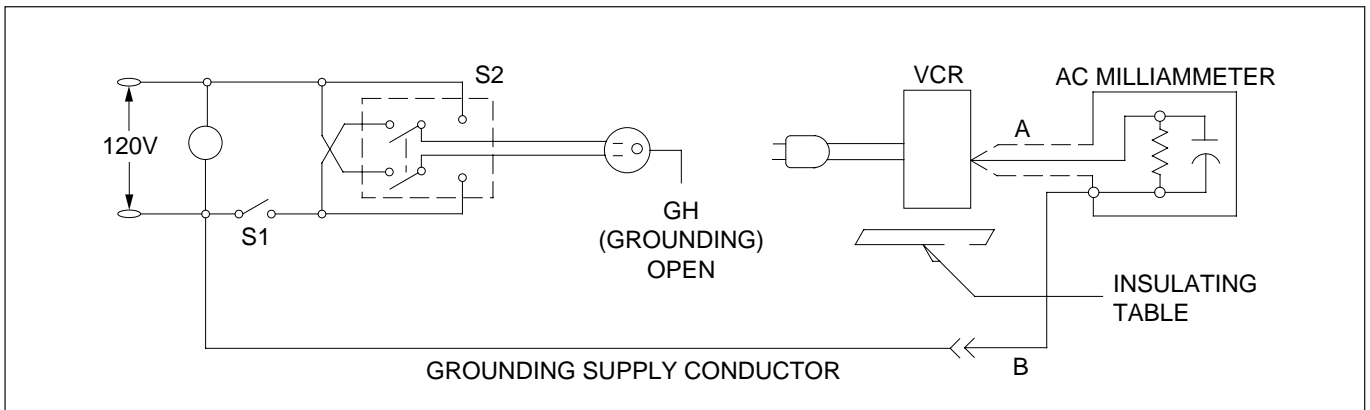 S2
VCR
AC MILLIAMMETER
A
120V
S1
GH
(GROUNDING)
OPEN
INSULATING
TABLE
B
GROUNDING SUPPLY CONDUCTOR